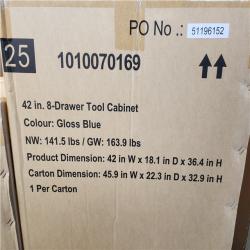 PO No .: 51196152
25
1010070169
42 in. 8-Drawer Tool Cabinet
Colour: Gloss Blue
NW: 141.5 lbs / GW: 163.9 lbs
Product Dimension: 42 in W x 18.1 in D x 36.4 in H
Carton Dimension: 45.9 in W x 22.3 in D x 32.9 in H
1 Per Carton